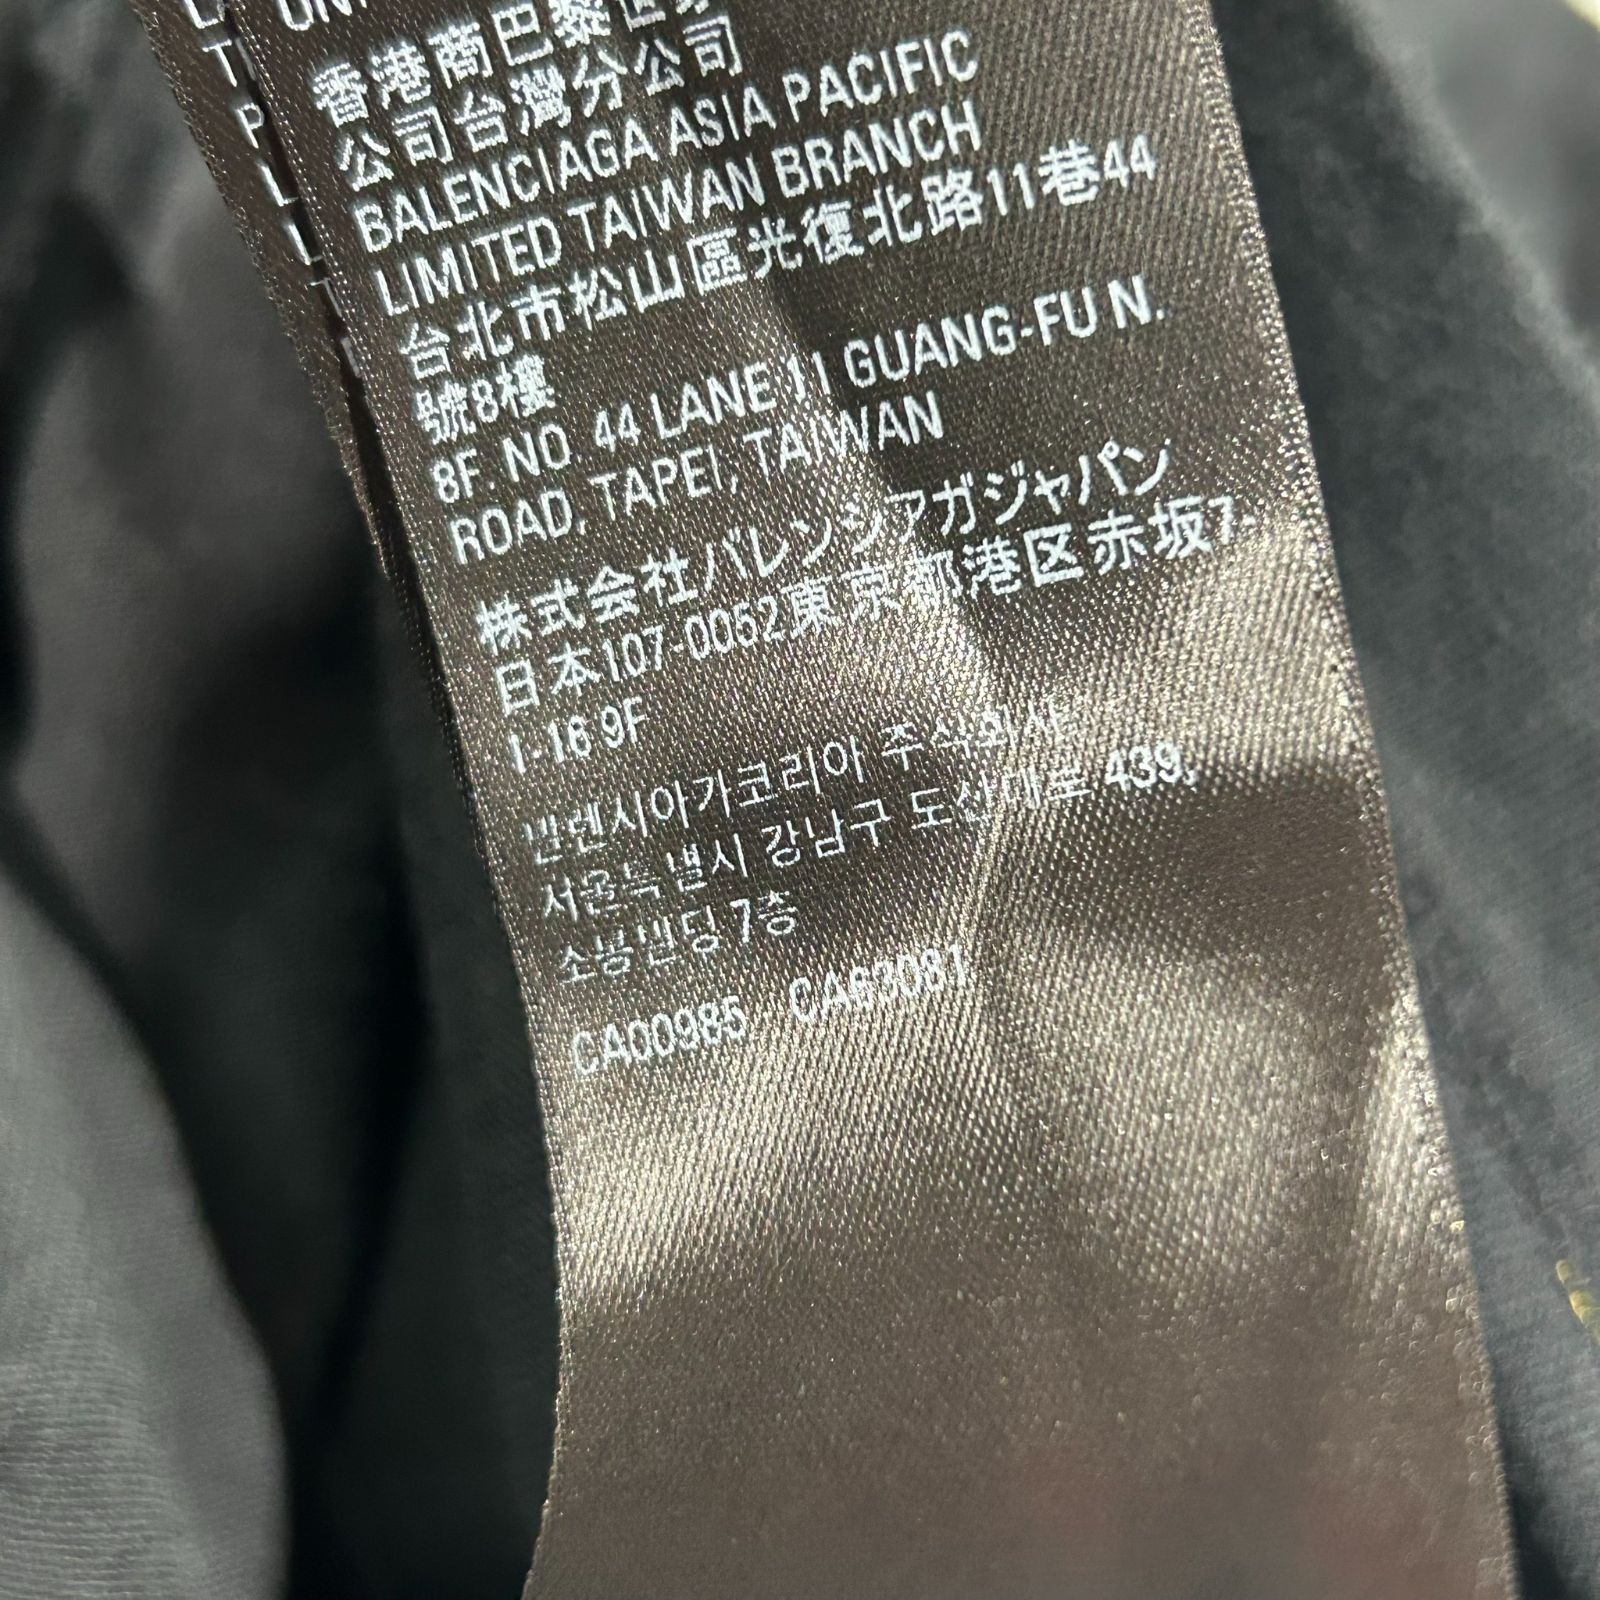 香港商巴黎世家
公司台灣分公司
BALENCIAGA ASIA PACIFIC
LIMITED TAIWAN BRANCH
台北市松山區光復北路11巷44
號8樓
8F. NO. 44 LANE 11 GUANG-FU N.
ROAD, TAPEI, TAIWAN
株式会社バレンシアガジャパン
日本107-0052東京都港区赤坂7-
1-16 9F
발렌시아가코리아 주식회사
서울특별시 강남구 도산대로 439,
소봉빌딩 7층
CA00985 CA63081